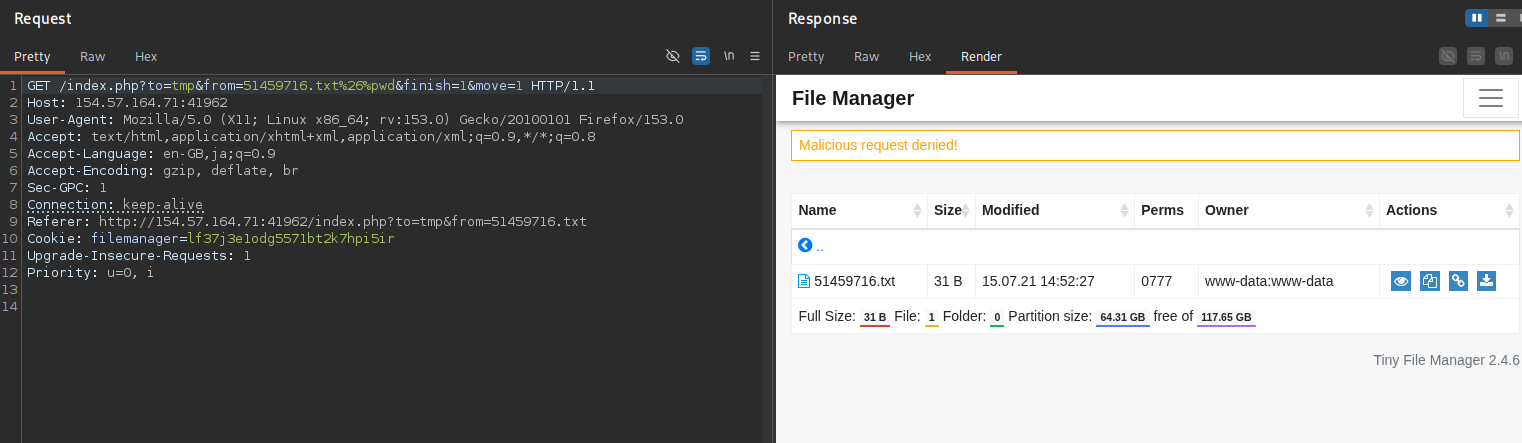 Request
Pretty Raw Hex \n
1 GET /index.php?to=tmp&from=51459716.txt%26%pwd&finish=1&move=1 HTTP/1.1
2 Host: 154.57.164.71:41962
3 User-Agent: Mozilla/5.0 (X11; Linux x86_64; rv:153.0) Gecko/20100101 Firefox/153.0
4 Accept: text/html,application/xhtml+xml,application/xml;q=0.9,*/*;q=0.8
5 Accept-Language: en-GB,ja;q=0.9
6 Accept-Encoding: gzip, deflate, br
7 Sec-GPC: 1
8 Connection: keep-alive
9 Referer: http://154.57.164.71:41962/index.php?to=tmp&from=51459716.txt
10 Cookie: filemanager=lf37j3e1odg5571bt2k7hpi5ir
11 Upgrade-Insecure-Requests: 1
12 Priority: u=0, i
13
14
Response
Pretty Raw Hex Render \n
File Manager
Malicious request denied!
Name Size Modified Perms Owner Actions
..
51459716.txt 31 B 15.07.21 14:52:27 0777 www-data:www-data
Full Size: 31 B File: 1 Folder: 0 Partition size: 64.31 GB free of 117.65 GB
Tiny File Manager 2.4.6